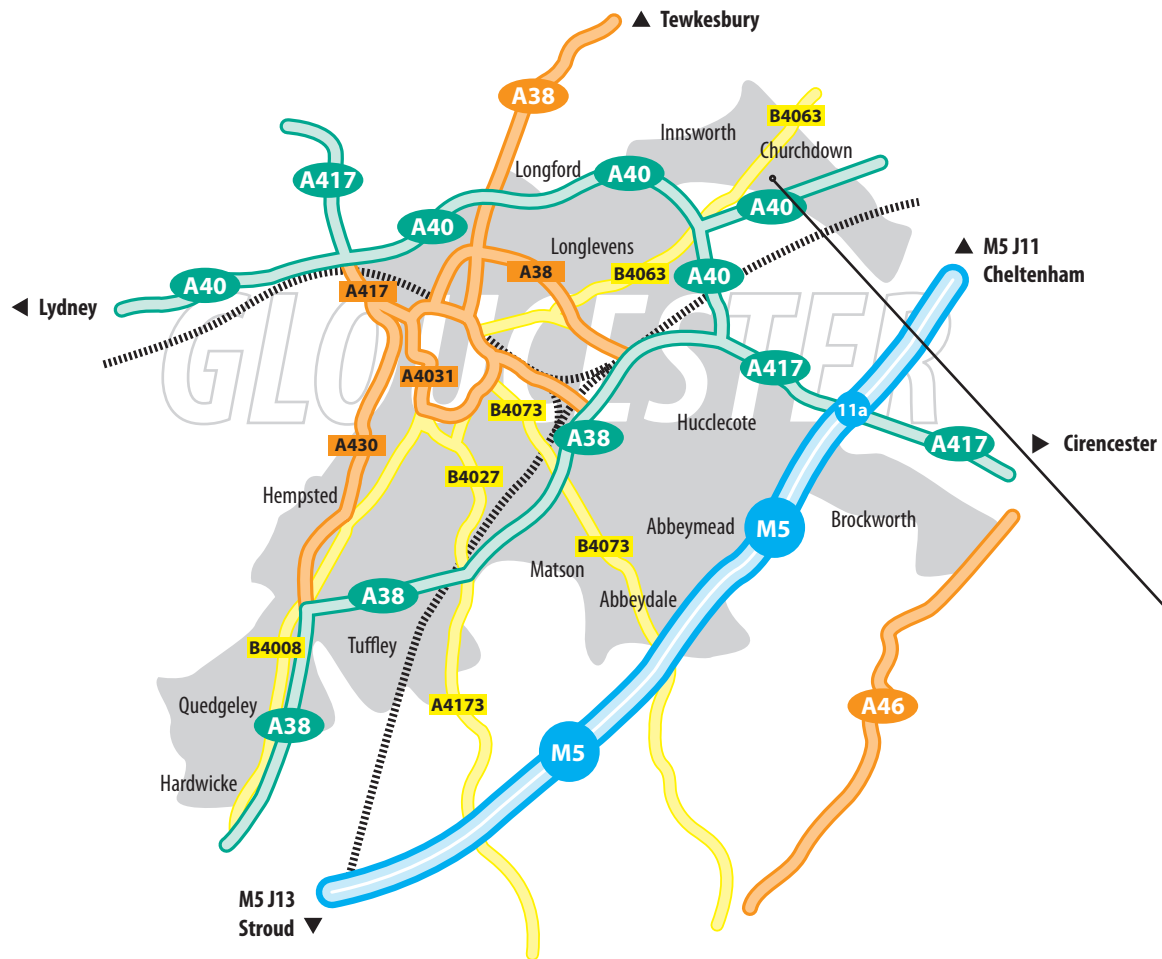 Tewkesbury
A38
B4063
Innsworth
Churchdown
Longford
A40
A417
A40
A40
Longlevens
M5 J11
Cheltenham
A38
B4063
A40
A40
A417
Lydney
GLOUCESTER
A417
A4031
11a
B4073
Hucclecote
A38
A430
A417
Cirencester
B4027
Hempsted
Abbeymead
M5
Brockworth
B4073
Matson
A38
Abbeydale
B4008
Tuffley
Quedgeley
A4173
A46
A38
M5
Hardwicke
M5 J13
Stroud